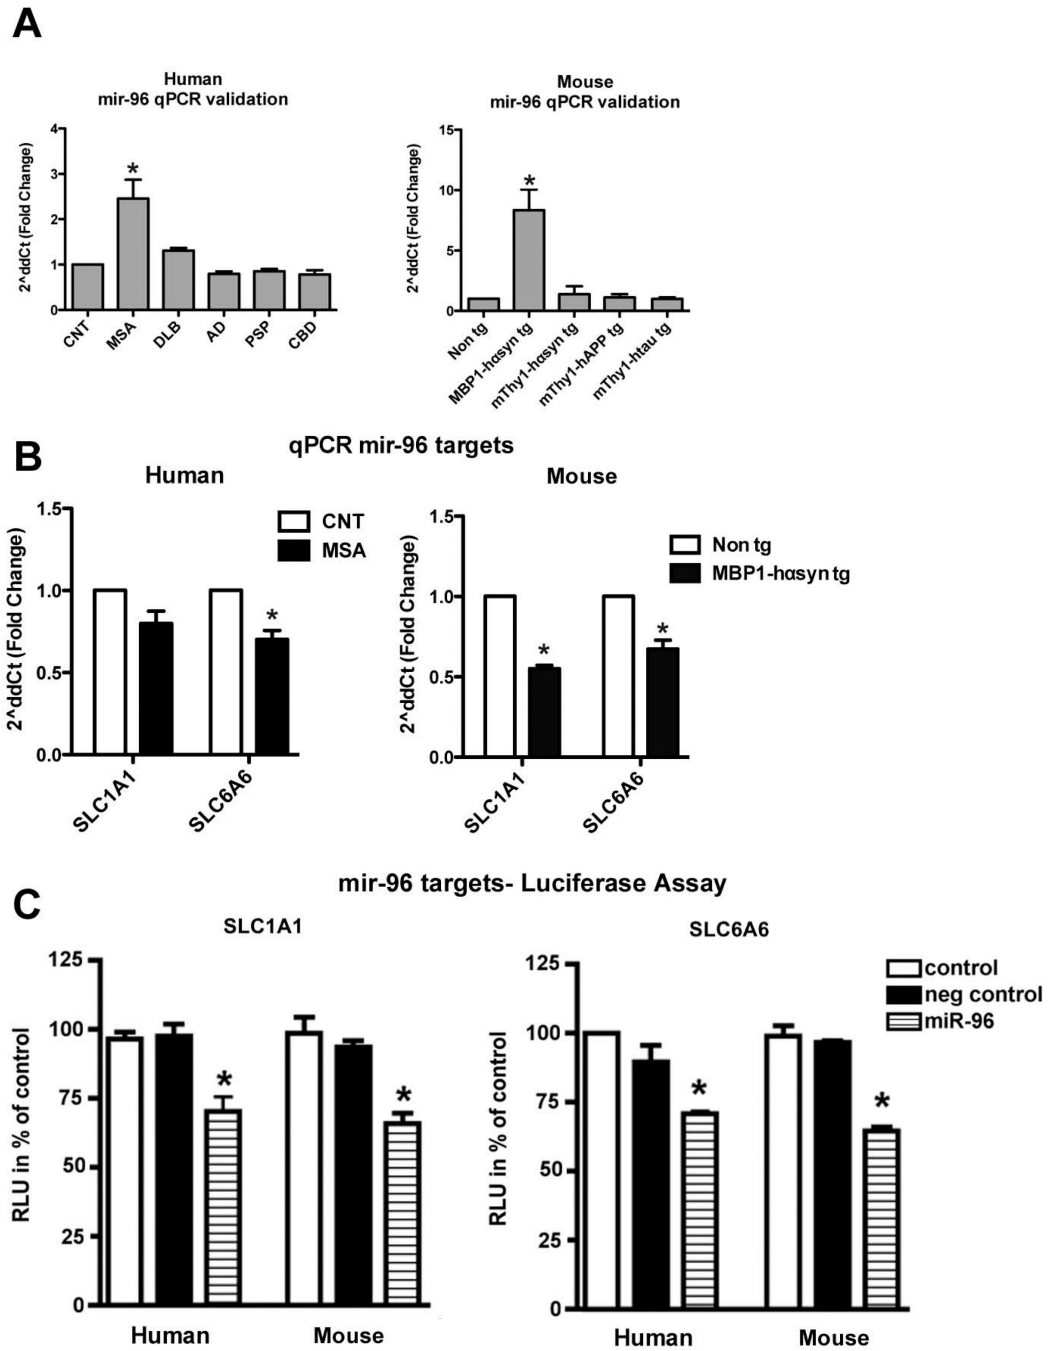 A
Human
mir-96 qPCR validation
2^ddCt (Fold Change)
4
3
2
1
0
*
CNT
MSA
DLB
AD
PSP
CBD
Mouse
mir-96 qPCR validation
2^ddCt (Fold Change)
15
10
5
0
*
Non tg
MBP1-hαsyn tg
mThy1-hαsyn tg
mThy1-hAPP tg
mThy1-htau tg
B
qPCR mir-96 targets
Human
2^ddCt (Fold Change)
1.5
1.0
0.5
0.0
CNT
MSA
*
SLC1A1
SLC6A6
Mouse
2^ddCt (Fold Change)
1.5
1.0
0.5
0.0
Non tg
MBP1-hαsyn tg
*
*
SLC1A1
SLC6A6
C
mir-96 targets- Luciferase Assay
SLC1A1
RLU in % of control
125
100
75
50
25
0
*
*
Human
Mouse
SLC6A6
RLU in % of control
125
100
75
50
25
0
control
neg control
miR-96
*
*
Human
Mouse